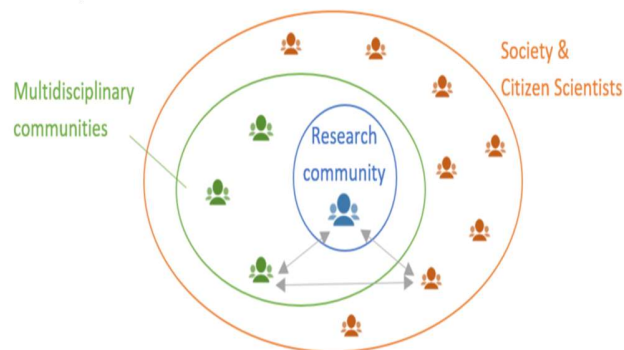 Society &
Citizen Scientists
Multidisciplinary
communities
Research
community